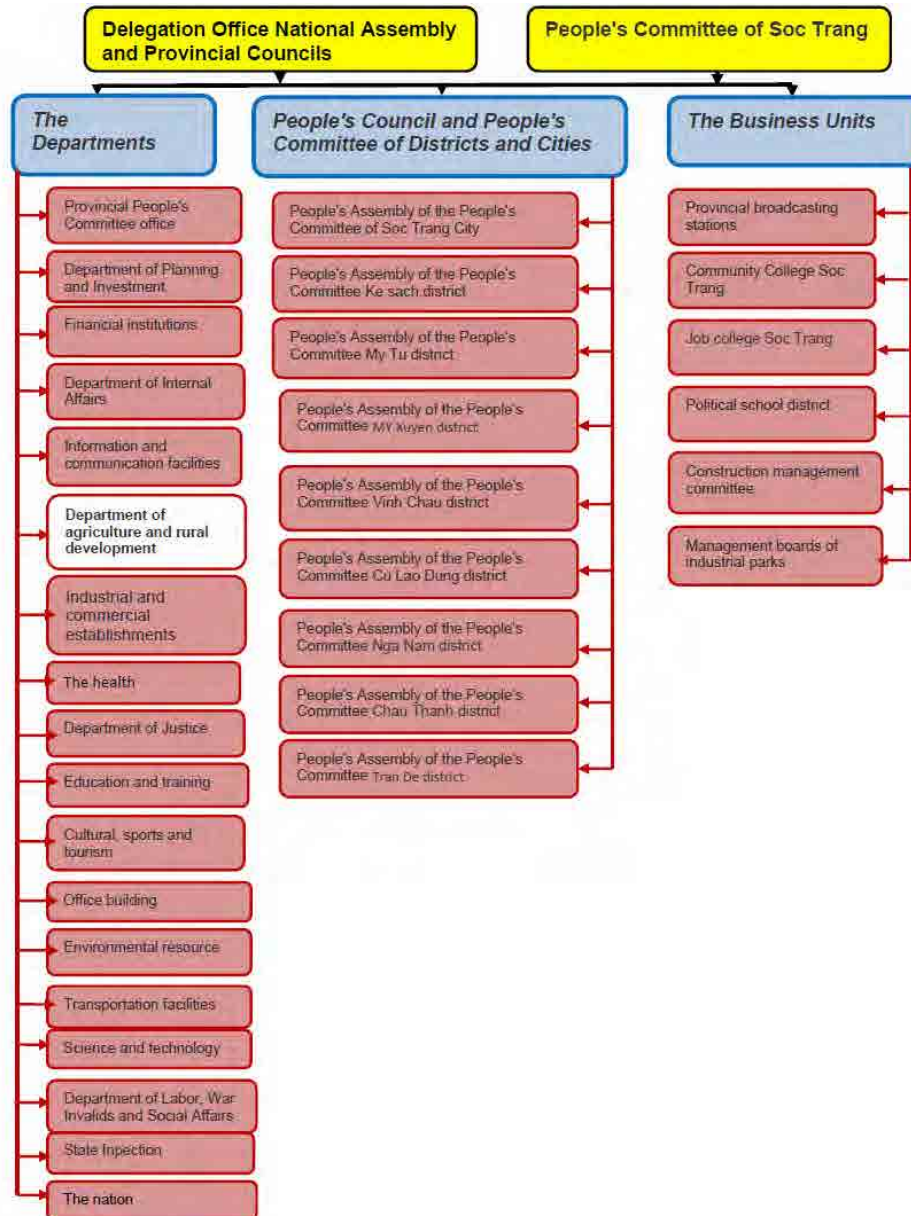 Delegation Office National Assembly
and Provincial Councils
People's Committee of Soc Trang
The
Departments
People's Council and People's
Committee of Districts and Cities
The Business Units
Provincial People's
Committee office
Department of Planning
and Investment
Financial institutions
Department of Internal
Affairs
Information and
communication facilities
Department of
agriculture and rural
development
Industrial and
commercial
establishments
The health
Department of Justice
Education and training
Cultural, sports and
tourism
Office building
Environmental resource
Transportation facilities
Science and technology
Department of Labor, War
Invalids and Social Affairs
State Inpection
The nation
People's Assembly of the People's
Committee of Soc Trang City
People's Assembly of the People's
Committee Ke sach district
People's Assembly of the People's
Committee My Tu district
People's Assembly of the People's
Committee MY Xuyen district
People's Assembly of the People's
Committee Vinh Chau district
People's Assembly of the People's
Committee Cu Lao Dung district
People's Assembly of the People's
Committee Nga Nam district
People's Assembly of the People's
Committee Chau Thanh district
People's Assembly of the People's
Committee Tran De district
Provincial broadcasting
stations
Community College Soc
Trang
Job college Soc Trang
Political school district
Construction management
committee
Management boards of
industrial parks